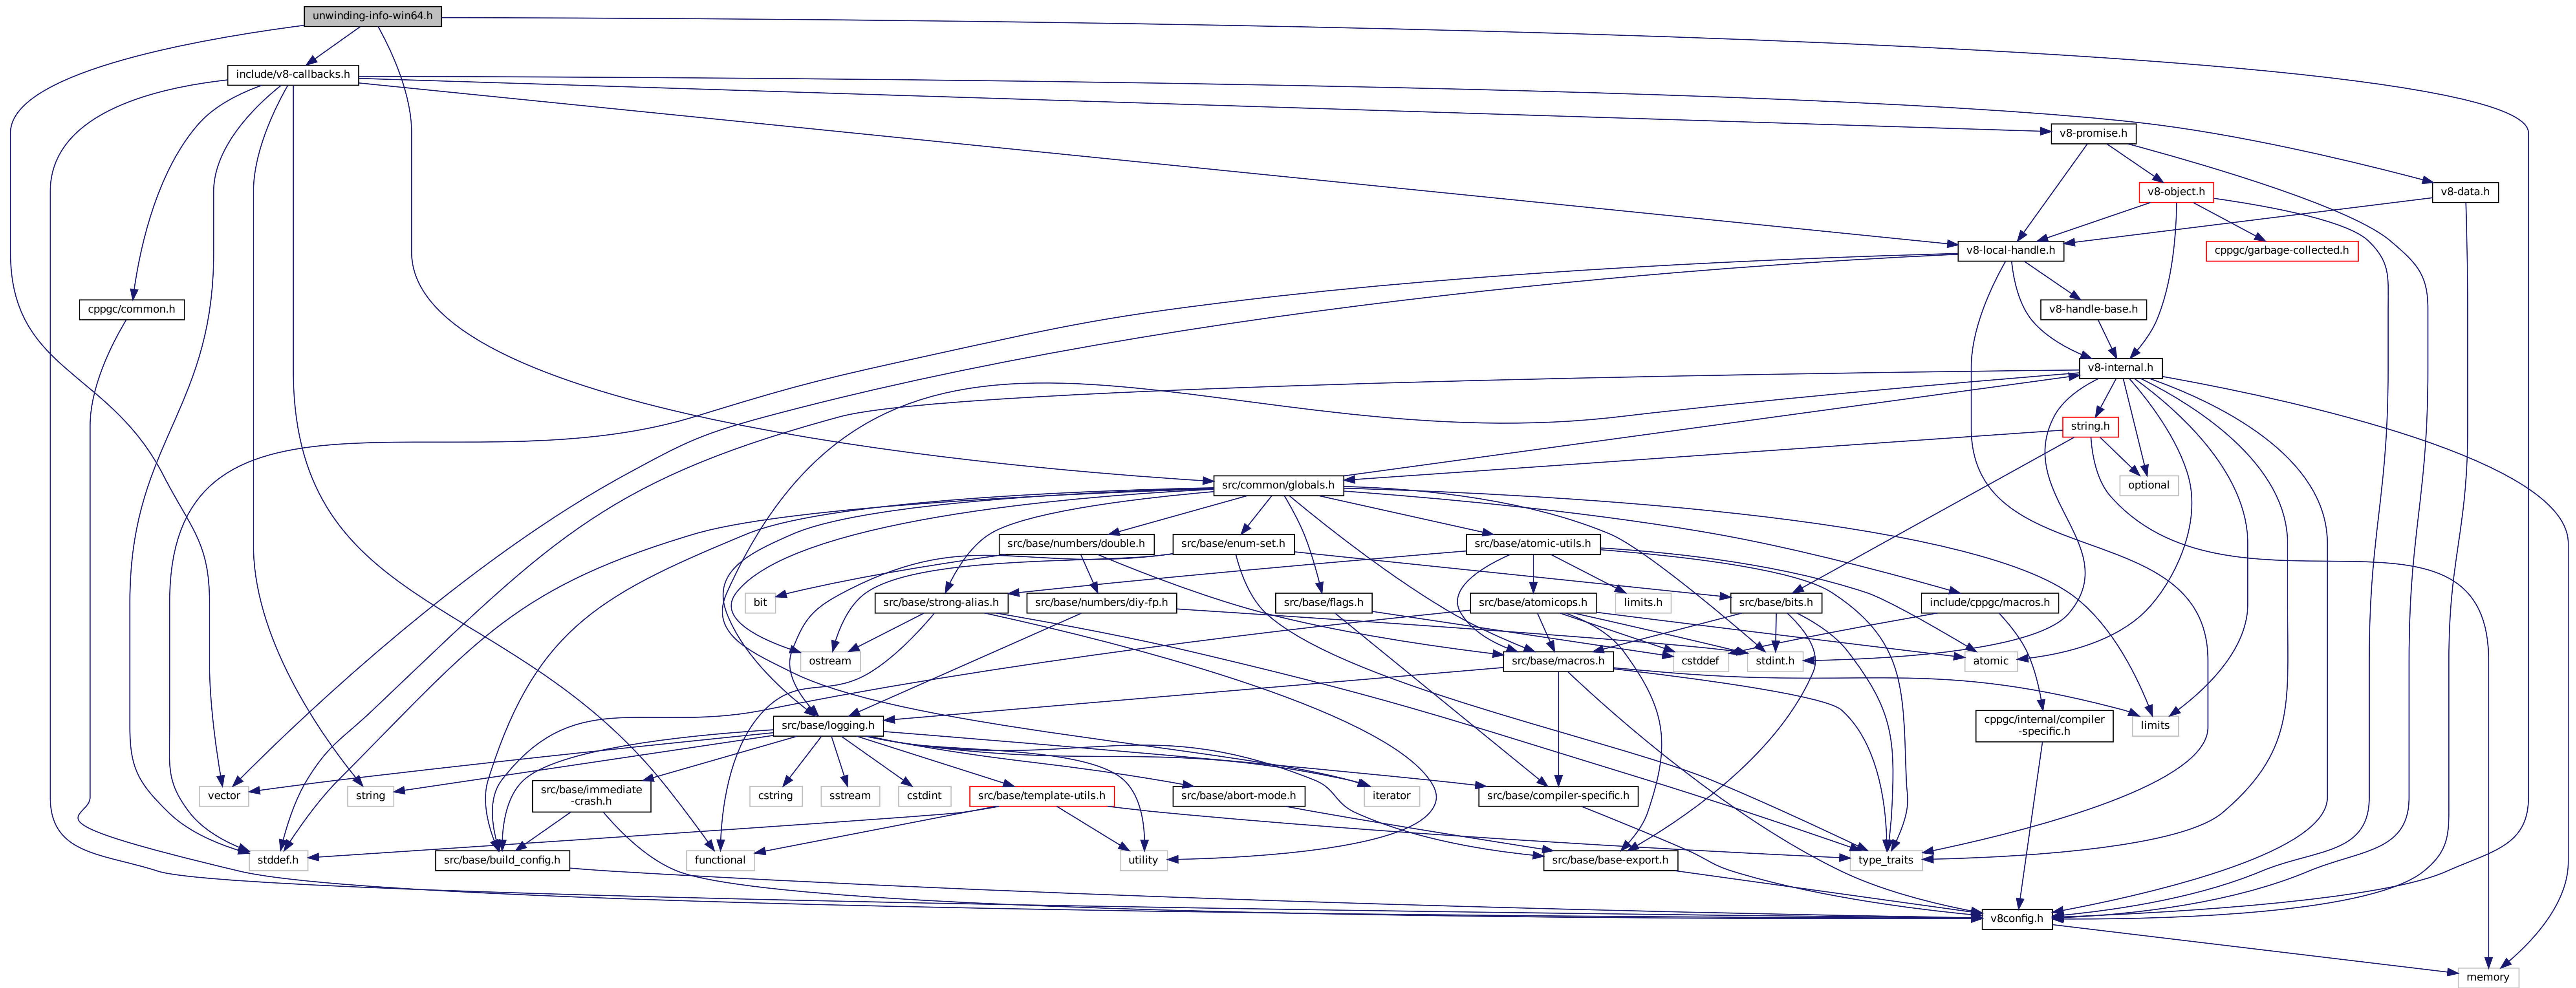 unwinding-info-win64.h
include/v8-callbacks.h
v8-promise.h
v8-object.h
v8-data.h
v8-local-handle.h
cppgc/garbage-collected.h
cppgc/common.h
v8-handle-base.h
v8-internal.h
string.h
src/common/globals.h
optional
src/base/numbers/double.h
src/base/enum-set.h
src/base/atomic-utils.h
bit
src/base/strong-alias.h
src/base/numbers/diy-fp.h
src/base/flags.h
src/base/atomicops.h
limits.h
src/base/bits.h
include/cppgc/macros.h
ostream
src/base/macros.h
cstddef
stdint.h
atomic
src/base/logging.h
cppgc/internal/compiler
-specific.h
limits
vector
string
src/base/immediate
-crash.h
cstring
sstream
cstdint
src/base/template-utils.h
src/base/abort-mode.h
iterator
src/base/compiler-specific.h
stddef.h
src/base/build_config.h
functional
utility
src/base/base-export.h
type_traits
v8config.h
memory